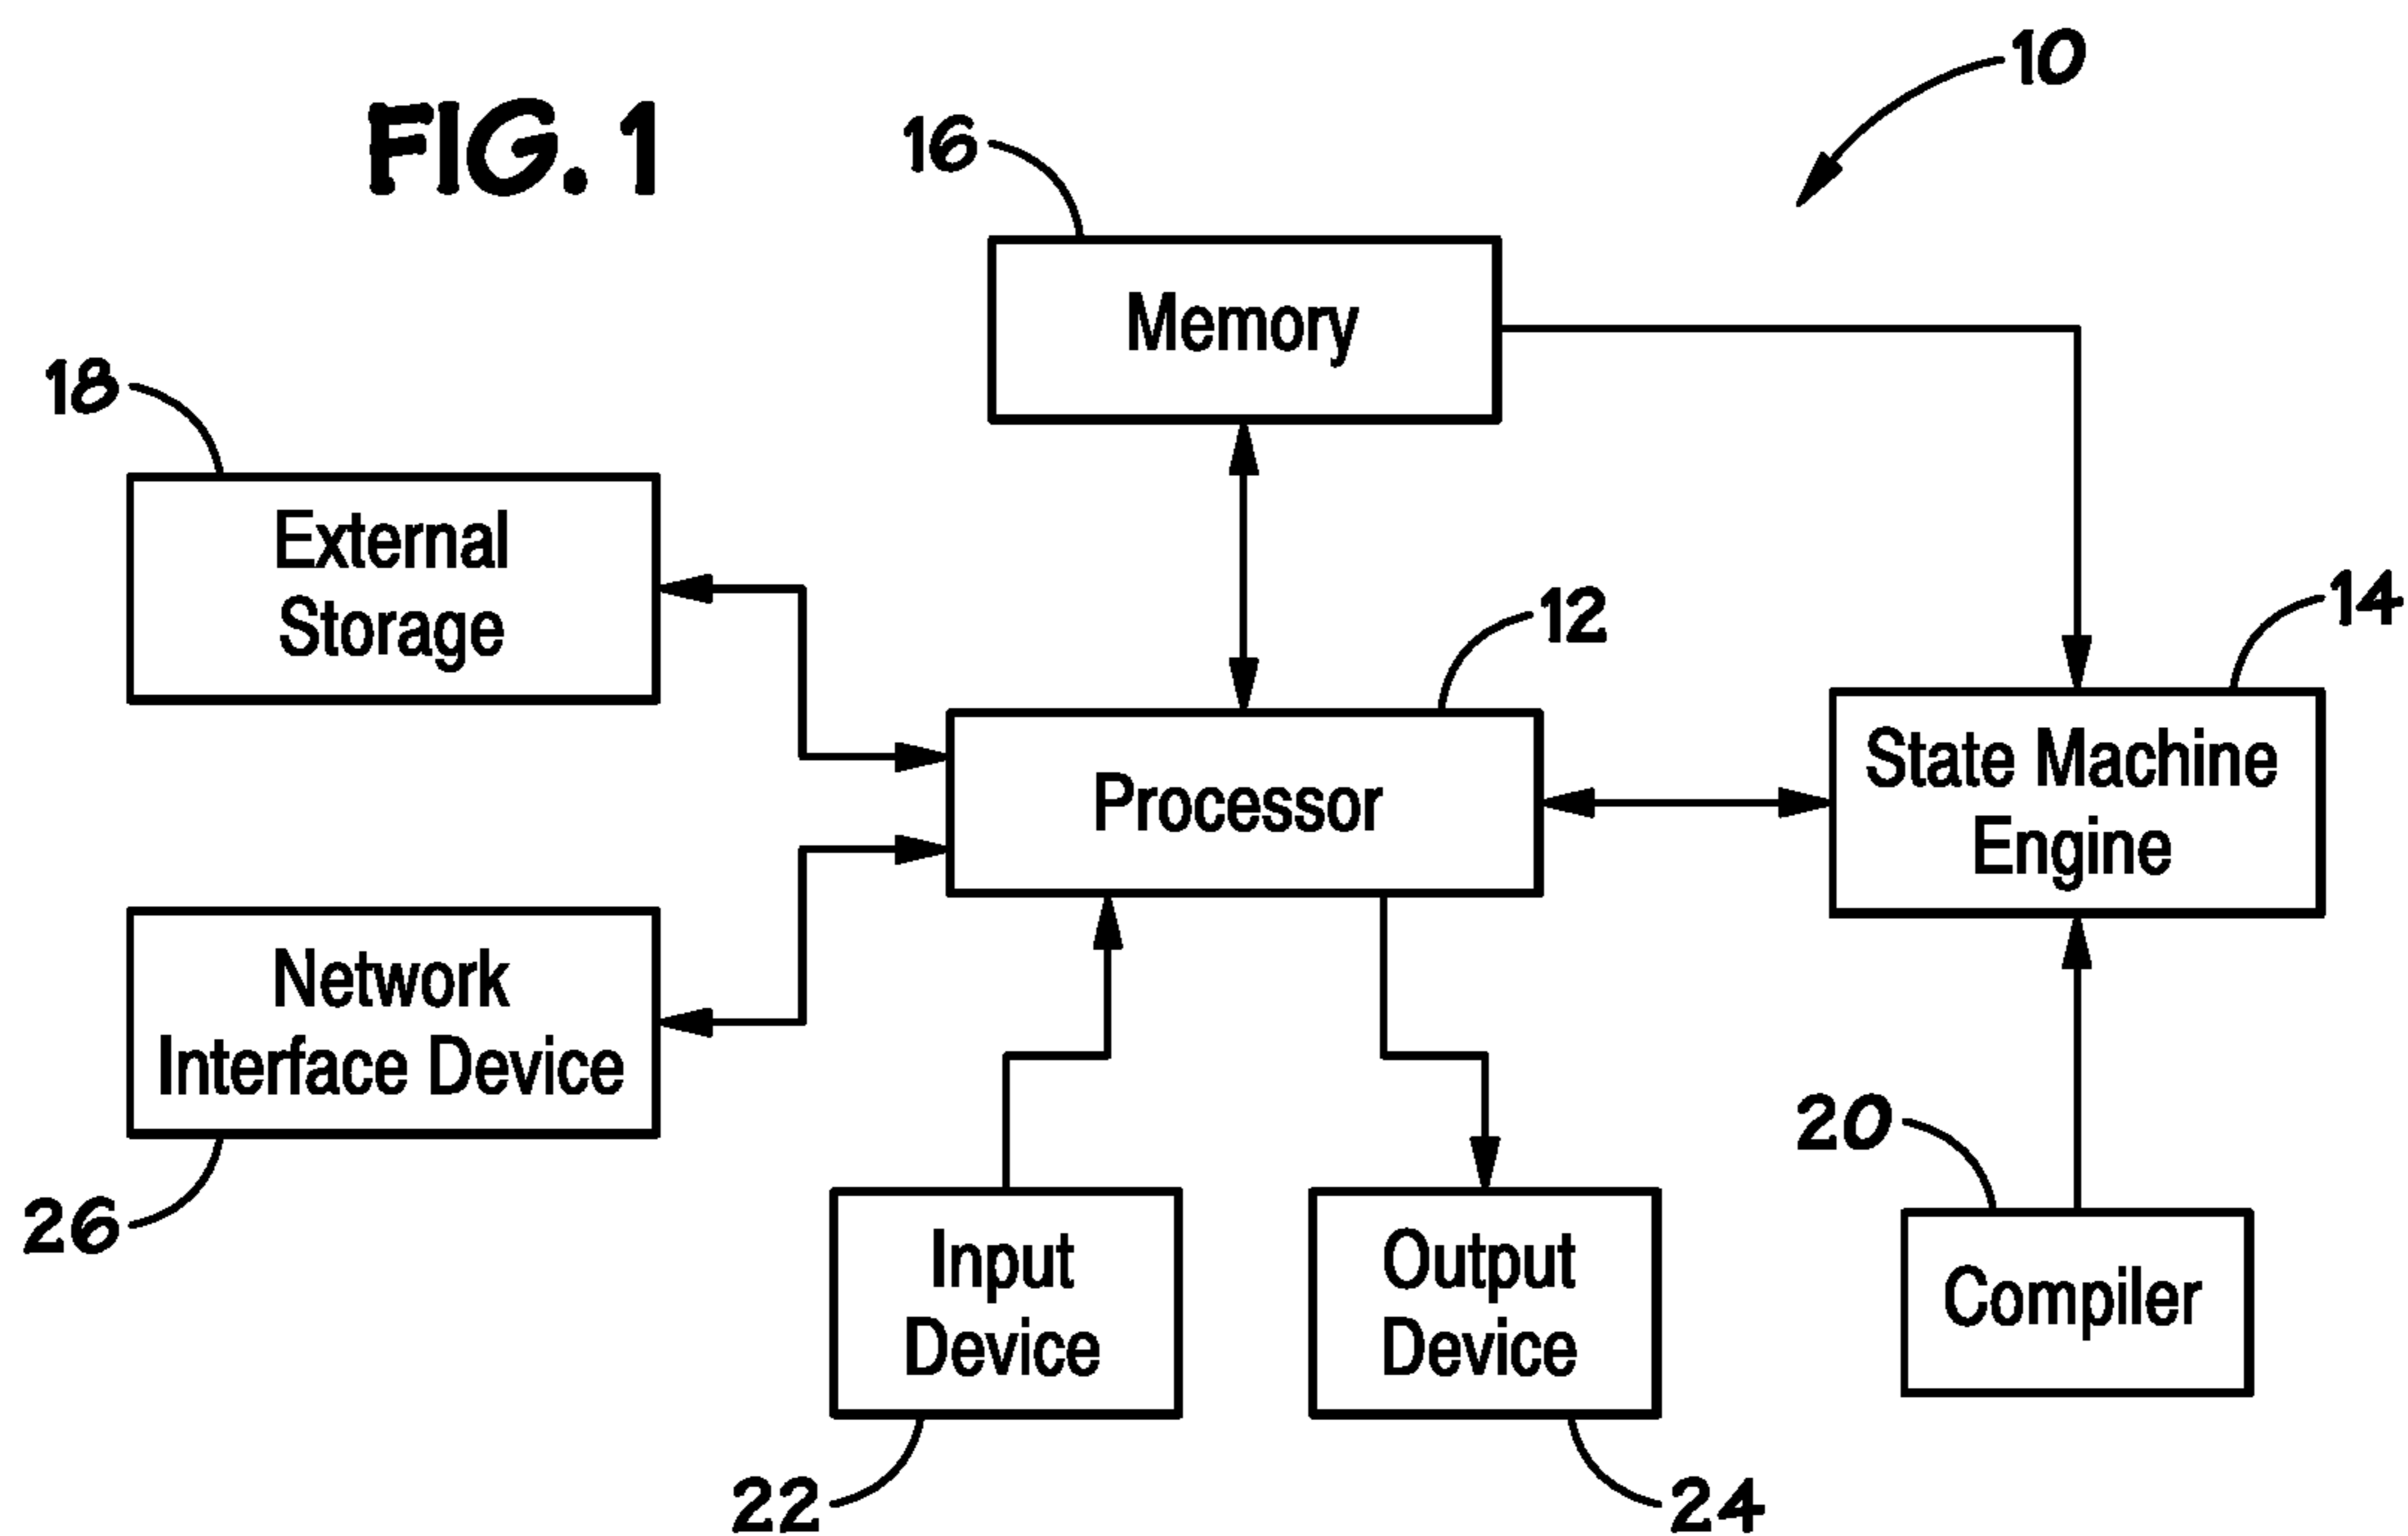 FIG. 1
10
16
Memory
18
External
Storage
12
14
Processor
State Machine
Engine
Network
Interface Device
26
20
Input
Device
Output
Device
Compiler
22
24